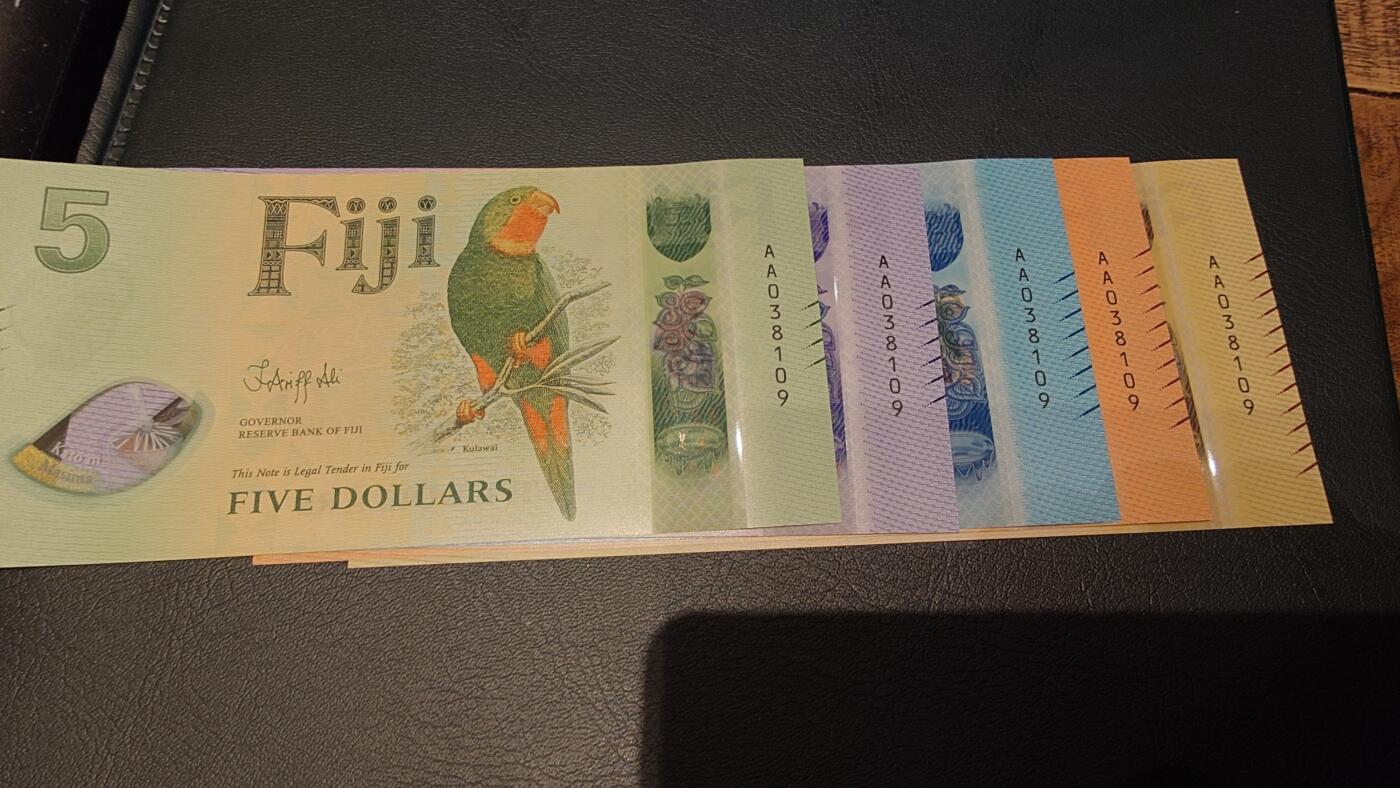 5
Fiji
GOVERNOR
RESERVE BANK OF FIJI
Kulawai
This Note is Legal Tender in Fiji for
FIVE DOLLARS
AA038109
AA038109
AA038109
AA038109
AA038109